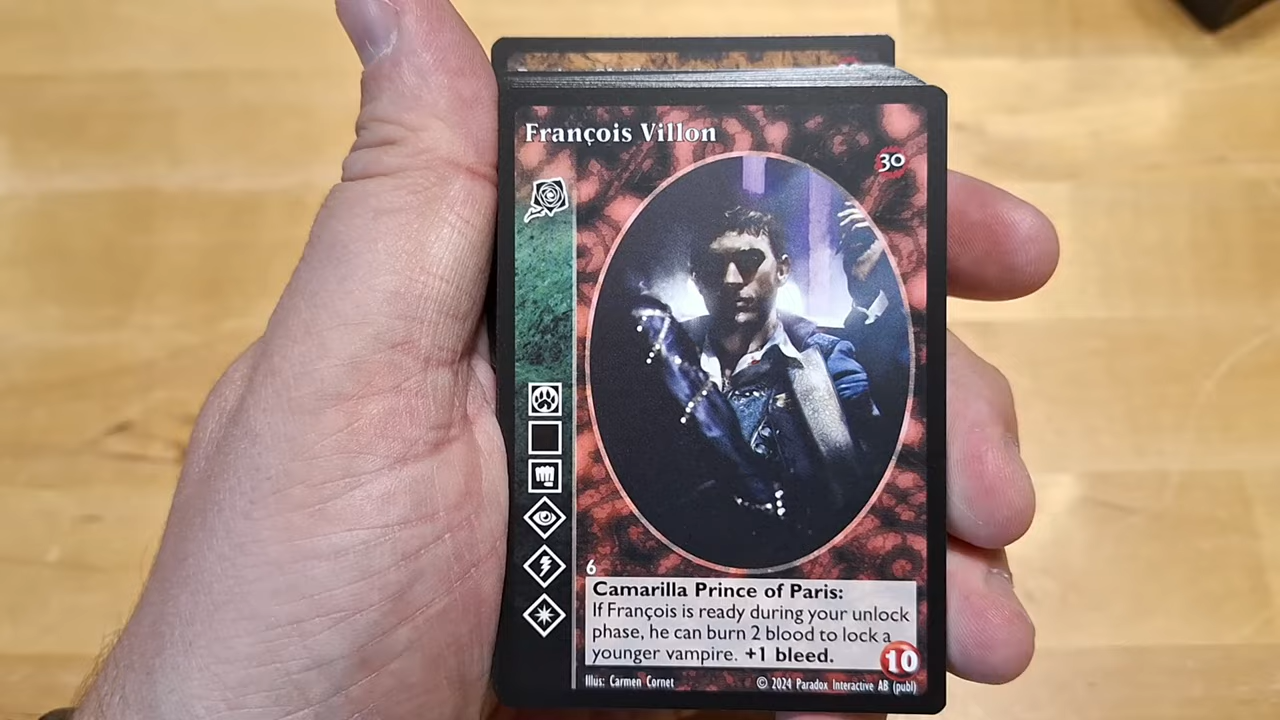 François Villon
30
6
Camarilla Prince of Paris:
If François is ready during your unlock
phase, he can burn 2 blood to lock a
younger vampire. +1 bleed.
10
Illus: Carmen Cornet
© 2024 Paradox Interactive AB (publ)